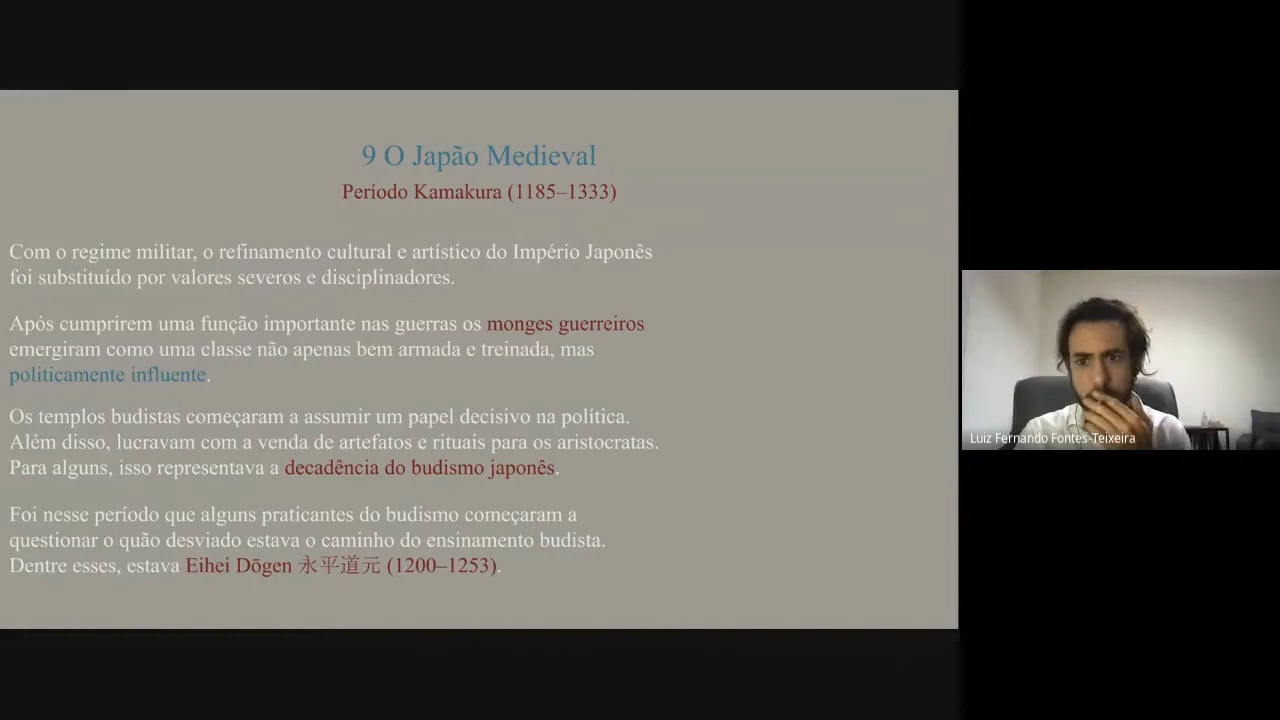 9 O Japão Medieval
Período Kamakura (1185–1333)
Com o regime militar, o refinamento cultural e artístico do Império Japonês
foi substituído por valores severos e disciplinadores.
Após cumprirem uma função importante nas guerras os monges guerreiros
emergiram como uma classe não apenas bem armada e treinada, mas
politicamente influente.
Os templos budistas começaram a assumir um papel decisivo na política.
Além disso, lucravam com a venda de artefatos e rituais para os aristocratas.
Para alguns, isso representava a decadência do budismo japonês.
Foi nesse período que alguns praticantes do budismo começaram a
questionar o quão desviado estava o caminho do ensinamento budista.
Dentre esses, estava Eihei Dōgen 永平道元 (1200–1253).
Luiz Fernando Fontes-Teixeira